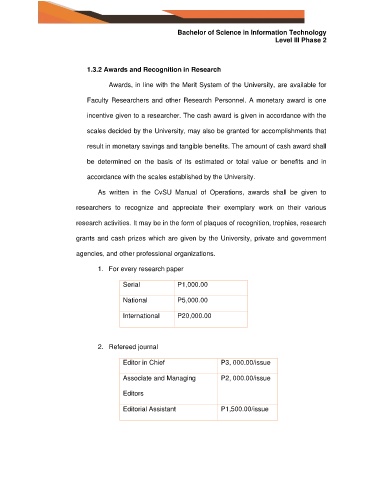 Bachelor of Science in Information Technology
Level III Phase 2
1.3.2 Awards and Recognition in Research
Awards, in line with the Merit System of the University, are available for
Faculty Researchers and other Research Personnel. A monetary award is one
incentive given to a researcher. The cash award is given in accordance with the
scales decided by the University, may also be granted for accomplishments that
result in monetary savings and tangible benefits. The amount of cash award shall
be determined on the basis of its estimated or total value or benefits and in
accordance with the scales established by the University.
As written in the CvSU Manual of Operations, awards shall be given to
researchers to recognize and appreciate their exemplary work on their various
research activities. It may be in the form of plaques of recognition, trophies, research
grants and cash prizes which are given by the University, private and government
agencies, and other professional organizations.
1. For every research paper
Serial P1,000.00
National P5,000.00
International P20,000.00
2. Refereed journal
Editor in Chief P3, 000.00/issue
Associate and Managing P2, 000.00/issue
Editors
Editorial Assistant P1,500.00/issue